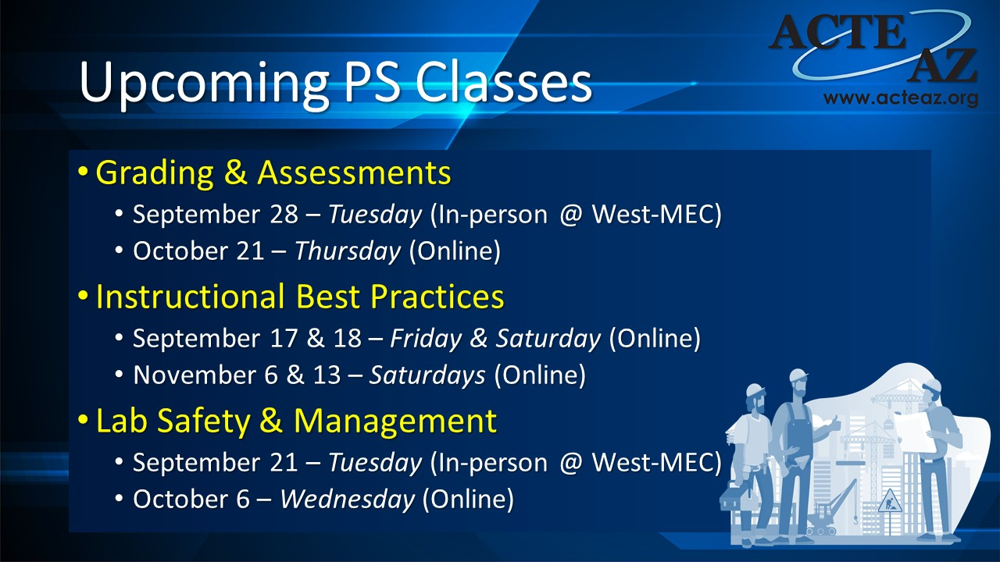 ACTE
AZ
www.acteaz.org
Upcoming PS Classes
• Grading & Assessments
• September 28 – Tuesday (In-person @ West-MEC)
• October 21 – Thursday (Online)
• Instructional Best Practices
• September 17 & 18 – Friday & Saturday (Online)
• November 6 & 13 – Saturdays (Online)
• Lab Safety & Management
• September 21 – Tuesday (In-person @ West-MEC)
• October 6 – Wednesday (Online)